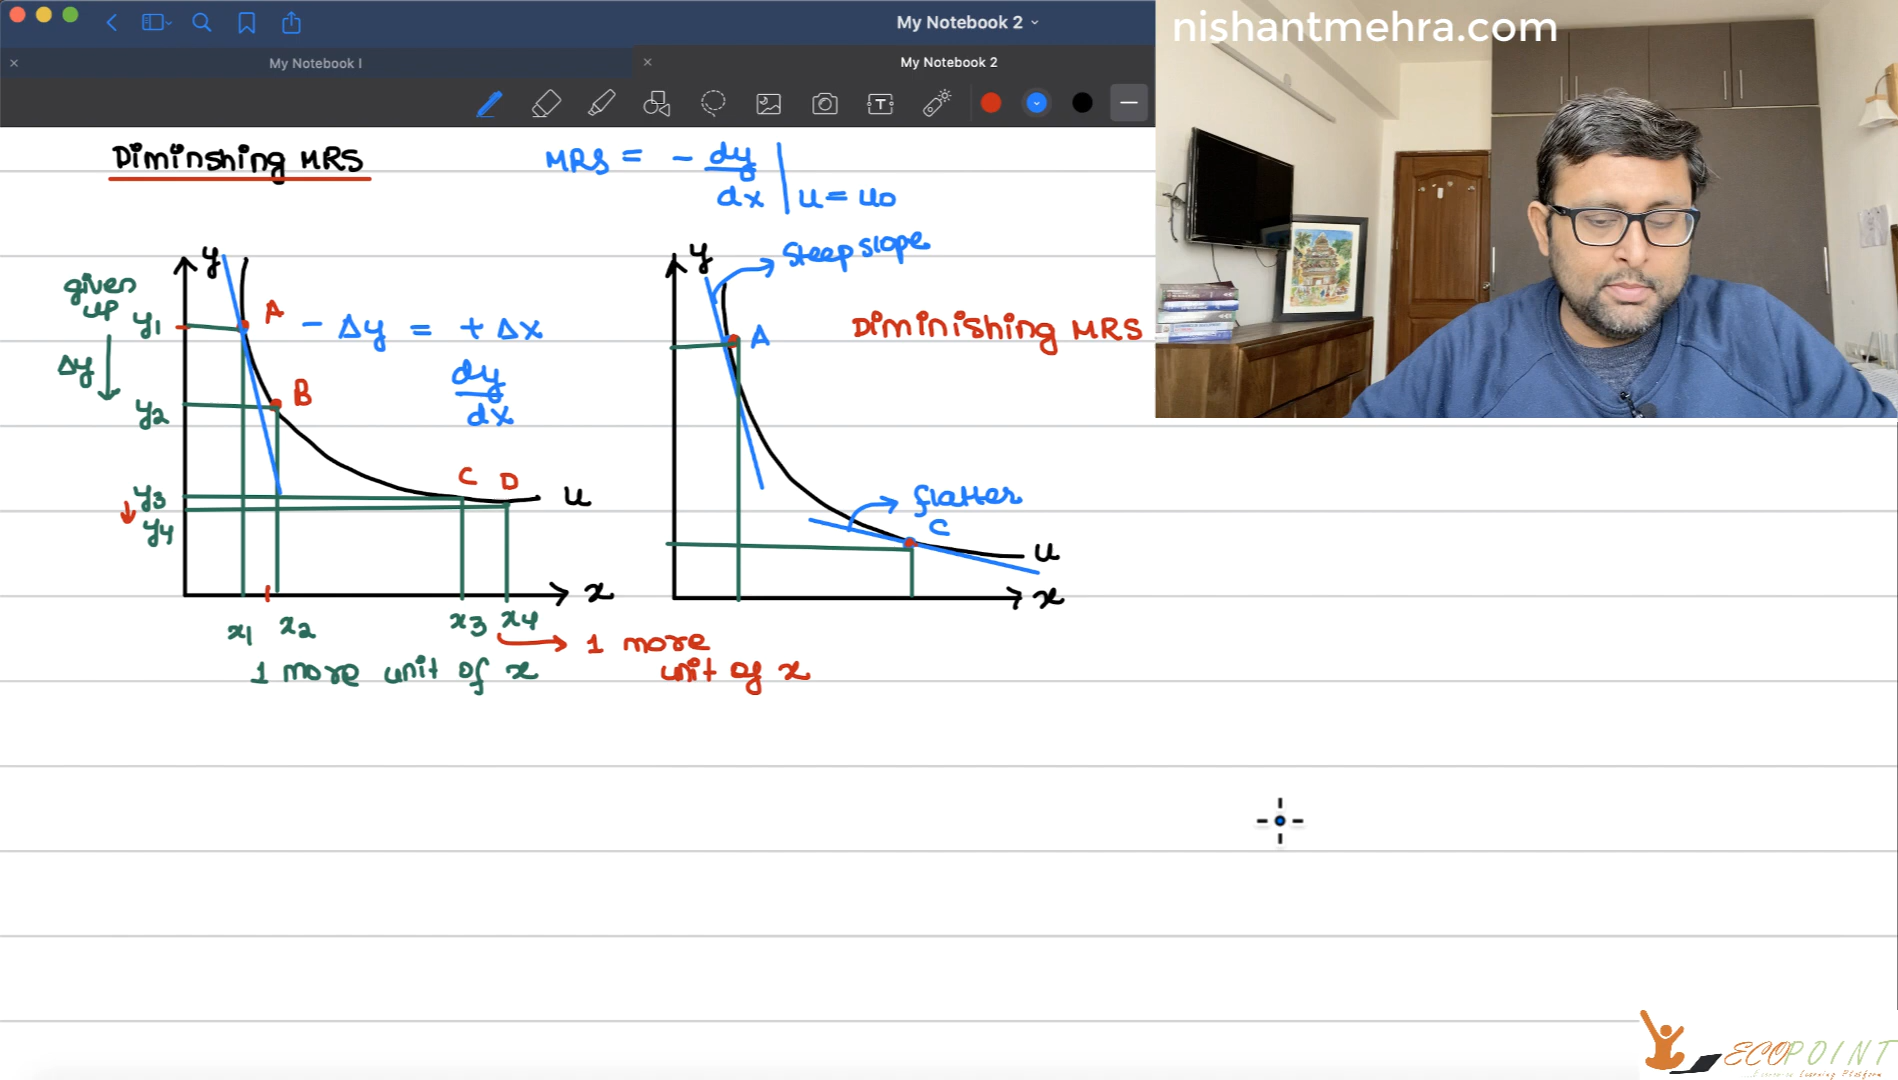 My Notebook 2
nishantmehra.com
My Notebook I
My Notebook 2
Diminshing MRS
MRS = - dy
dx | u = u0
y
steep slope
y
given
up
y1
A
- Δy = + Δx
A
Diminishing MRS
Δy
dy
dx
B
y2
C
D
y3
u
flatter
C
y4
u
x
x
x1
x2
x3
x4
1 more
1 more unit of x
unit of x
ECOPOINT